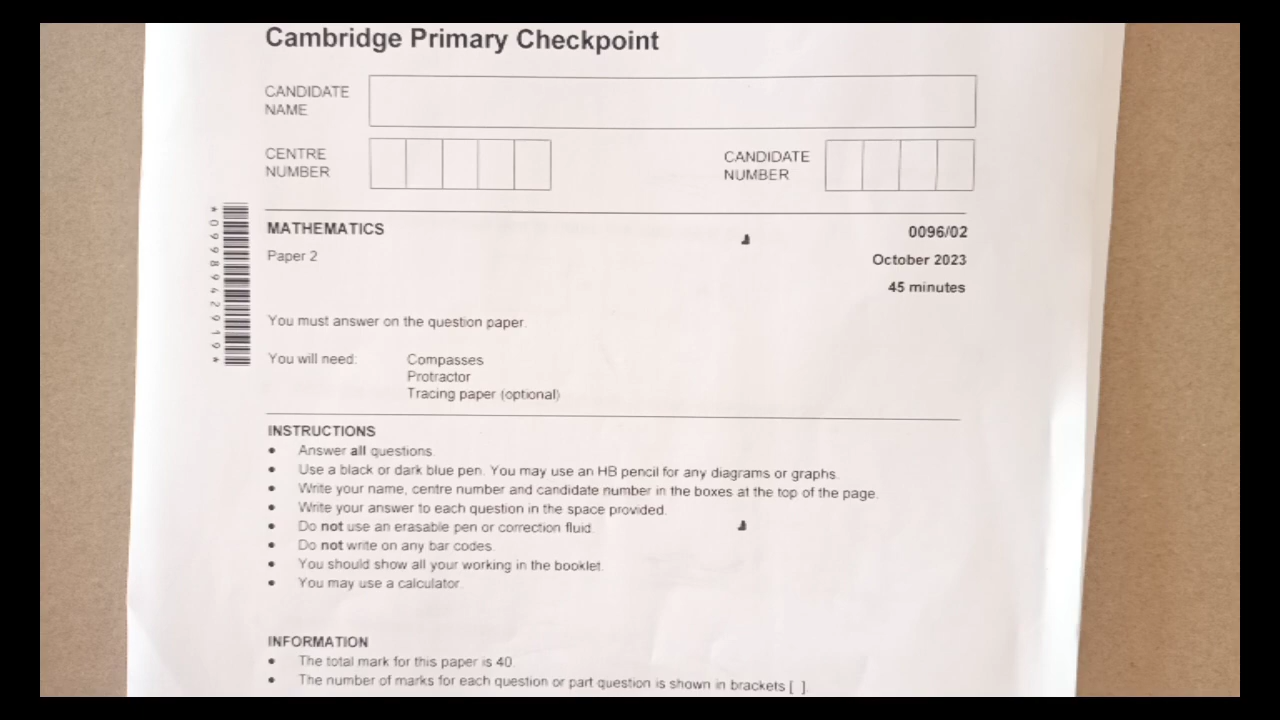 Cambridge Primary Checkpoint
CANDIDATE
NAME
CENTRE
NUMBER
CANDIDATE
NUMBER
*0998942919*
MATHEMATICS
0096/02
Paper 2
October 2023
45 minutes
You must answer on the question paper.
You will need: Compasses
Protractor
Tracing paper (optional)
INSTRUCTIONS
• Answer all questions.
• Use a black or dark blue pen. You may use an HB pencil for any diagrams or graphs.
• Write your name, centre number and candidate number in the boxes at the top of the page.
• Write your answer to each question in the space provided.
• Do not use an erasable pen or correction fluid.
• Do not write on any bar codes.
• You should show all your working in the booklet.
• You may use a calculator.
INFORMATION
• The total mark for this paper is 40.
• The number of marks for each question or part question is shown in brackets [ ].